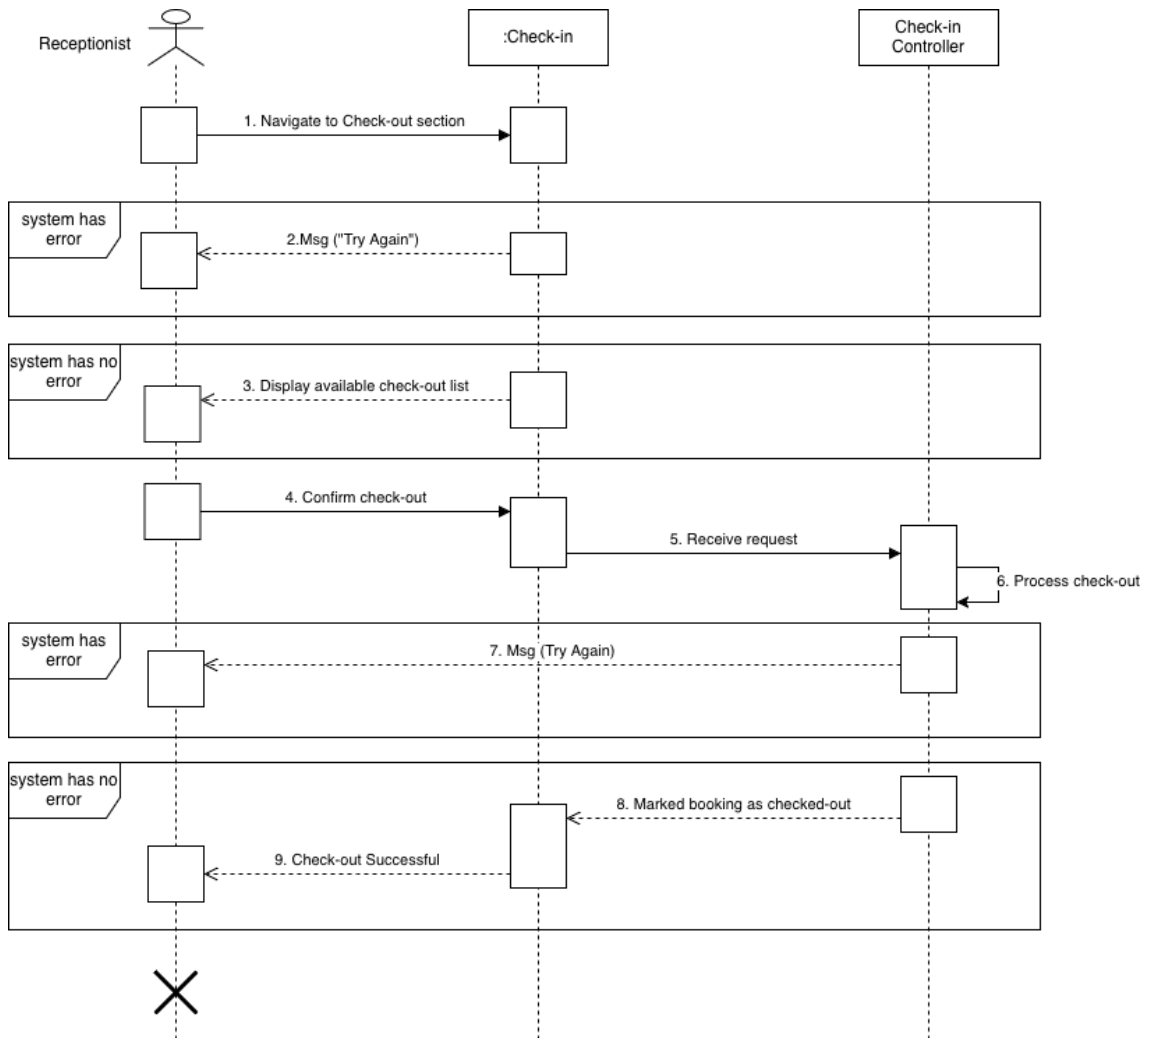 Receptionist
:Check-in
Check-in
Controller
1. Navigate to Check-out section
system has
error
2.Msg ("Try Again")
system has no
error
3. Display available check-out list
4. Confirm check-out
5. Receive request
6. Process check-out
system has
error
7. Msg (Try Again)
system has no
error
8. Marked booking as checked-out
9. Check-out Successful